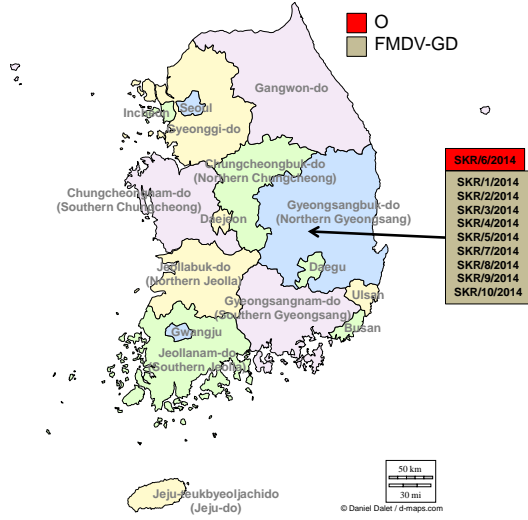 O
FMDV-GD
Gangwon-do
Incheon
Seoul
Gyeonggi-do
Chungcheongbuk-do
(Northern Chungcheong)
Chungcheongnam-do
(Southern Chungcheong)
Gyeongsangbuk-do
(Northern Gyeongsang)
Daejeon
SKR/6/2014
SKR/1/2014
SKR/2/2014
SKR/3/2014
SKR/4/2014
SKR/5/2014
SKR/7/2014
SKR/8/2014
SKR/9/2014
SKR/10/2014
Jeollabuk-do
(Northern Jeolla)
Daegu
Gyeongsangnam-do
(Southern Gyeongsang)
Ulsan
Busan
Gwangju
Jeollanam-do
(Southern Jeolla)
Jeju-teukbyeoljachido
(Jeju-do)
50 km
30 mi
© Daniel Dalet / d-maps.com